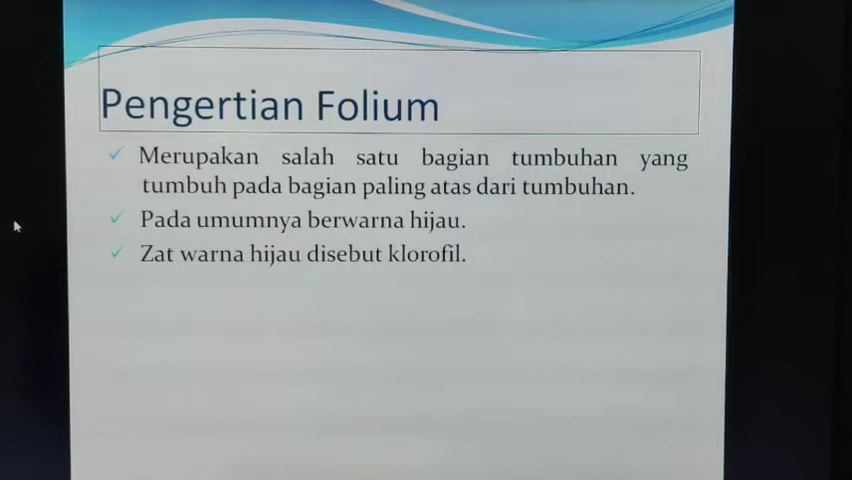 Pengertian Folium
Merupakan salah satu bagian tumbuhan yang
tumbuh pada bagian paling atas dari tumbuhan.
Pada umumnya berwarna hijau.
Zat warna hijau disebut klorofil.